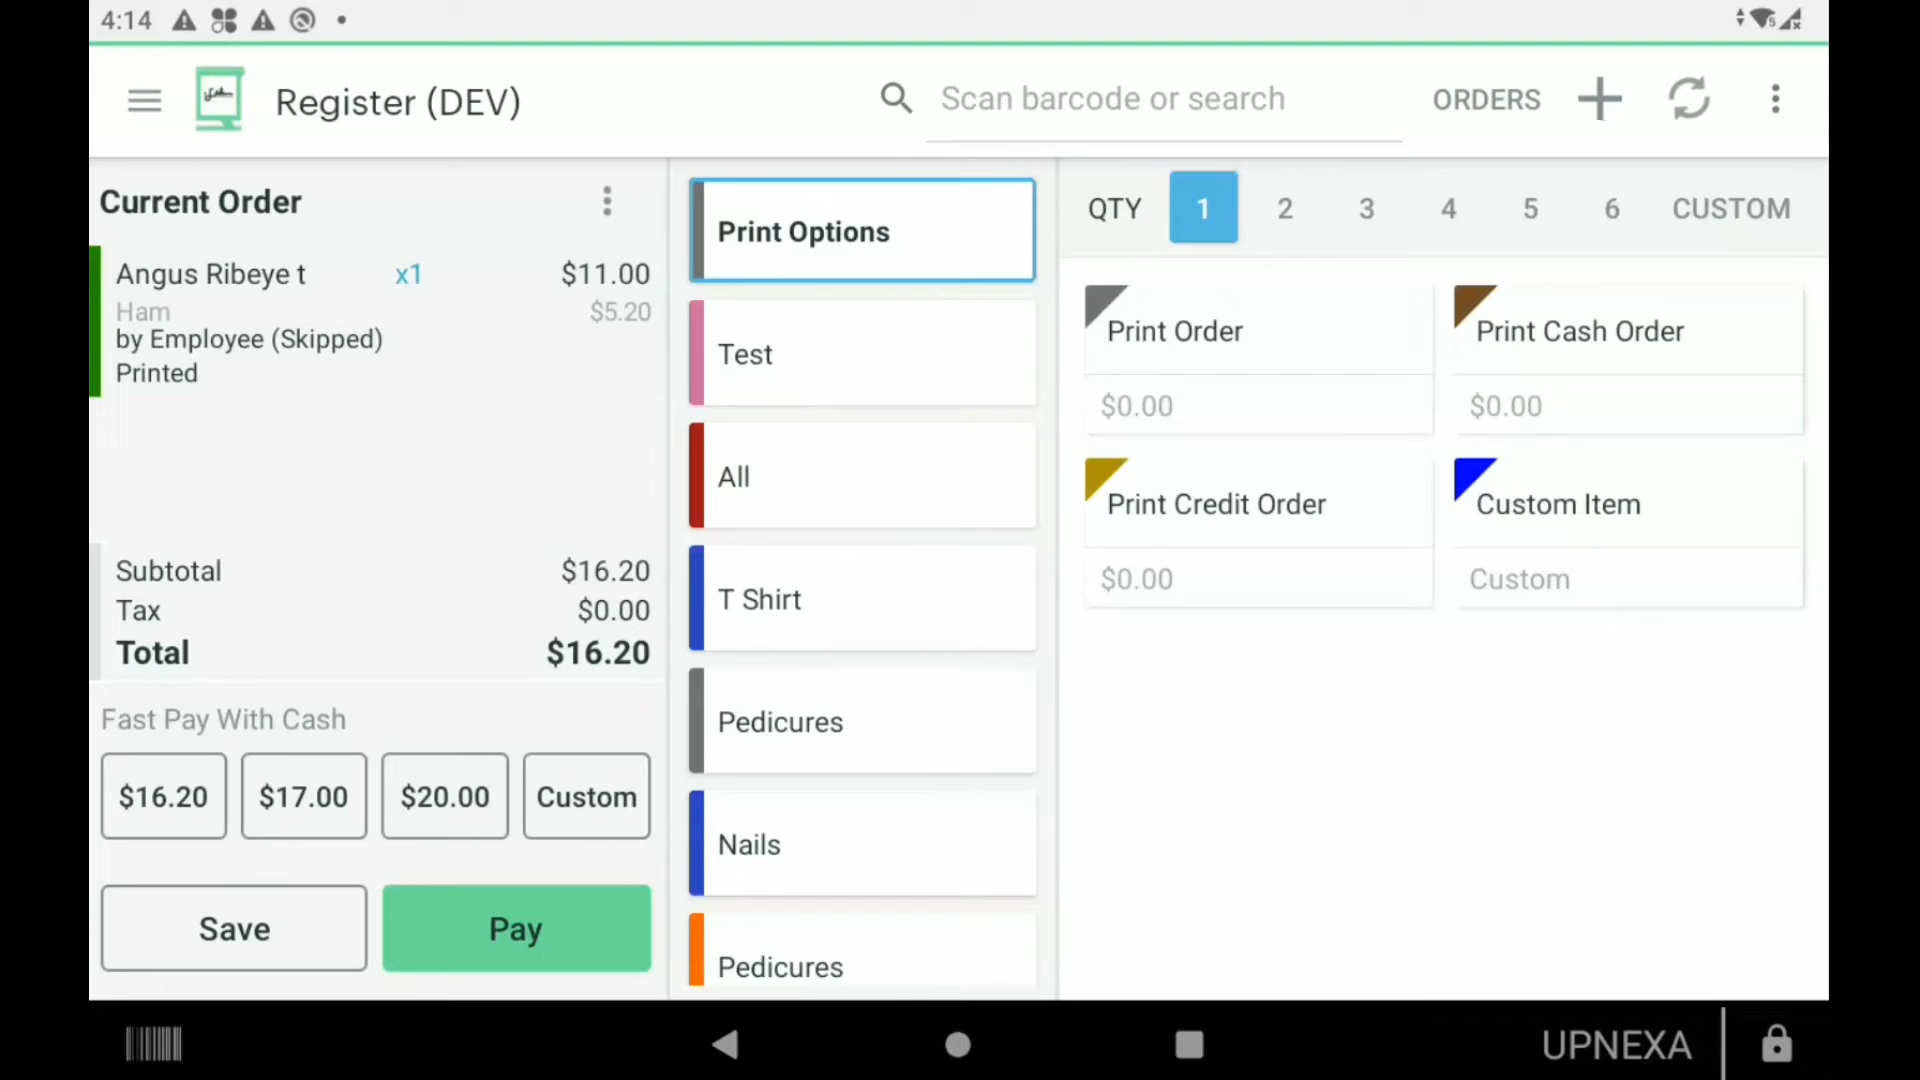 4:14
Register (DEV)
Scan barcode or search
ORDERS
Current Order
Angus Ribeye t x1 $11.00
Ham $5.20
by Employee (Skipped)
Printed
Subtotal $16.20
Tax $0.00
Total $16.20
Fast Pay With Cash
$16.20 $17.00 $20.00 Custom
Save Pay
Print Options
Test
All
T Shirt
Pedicures
Nails
Pedicures
QTY 1 2 3 4 5 6 CUSTOM
Print Order
$0.00
Print Cash Order
$0.00
Print Credit Order
$0.00
Custom Item
Custom
UPNEXA